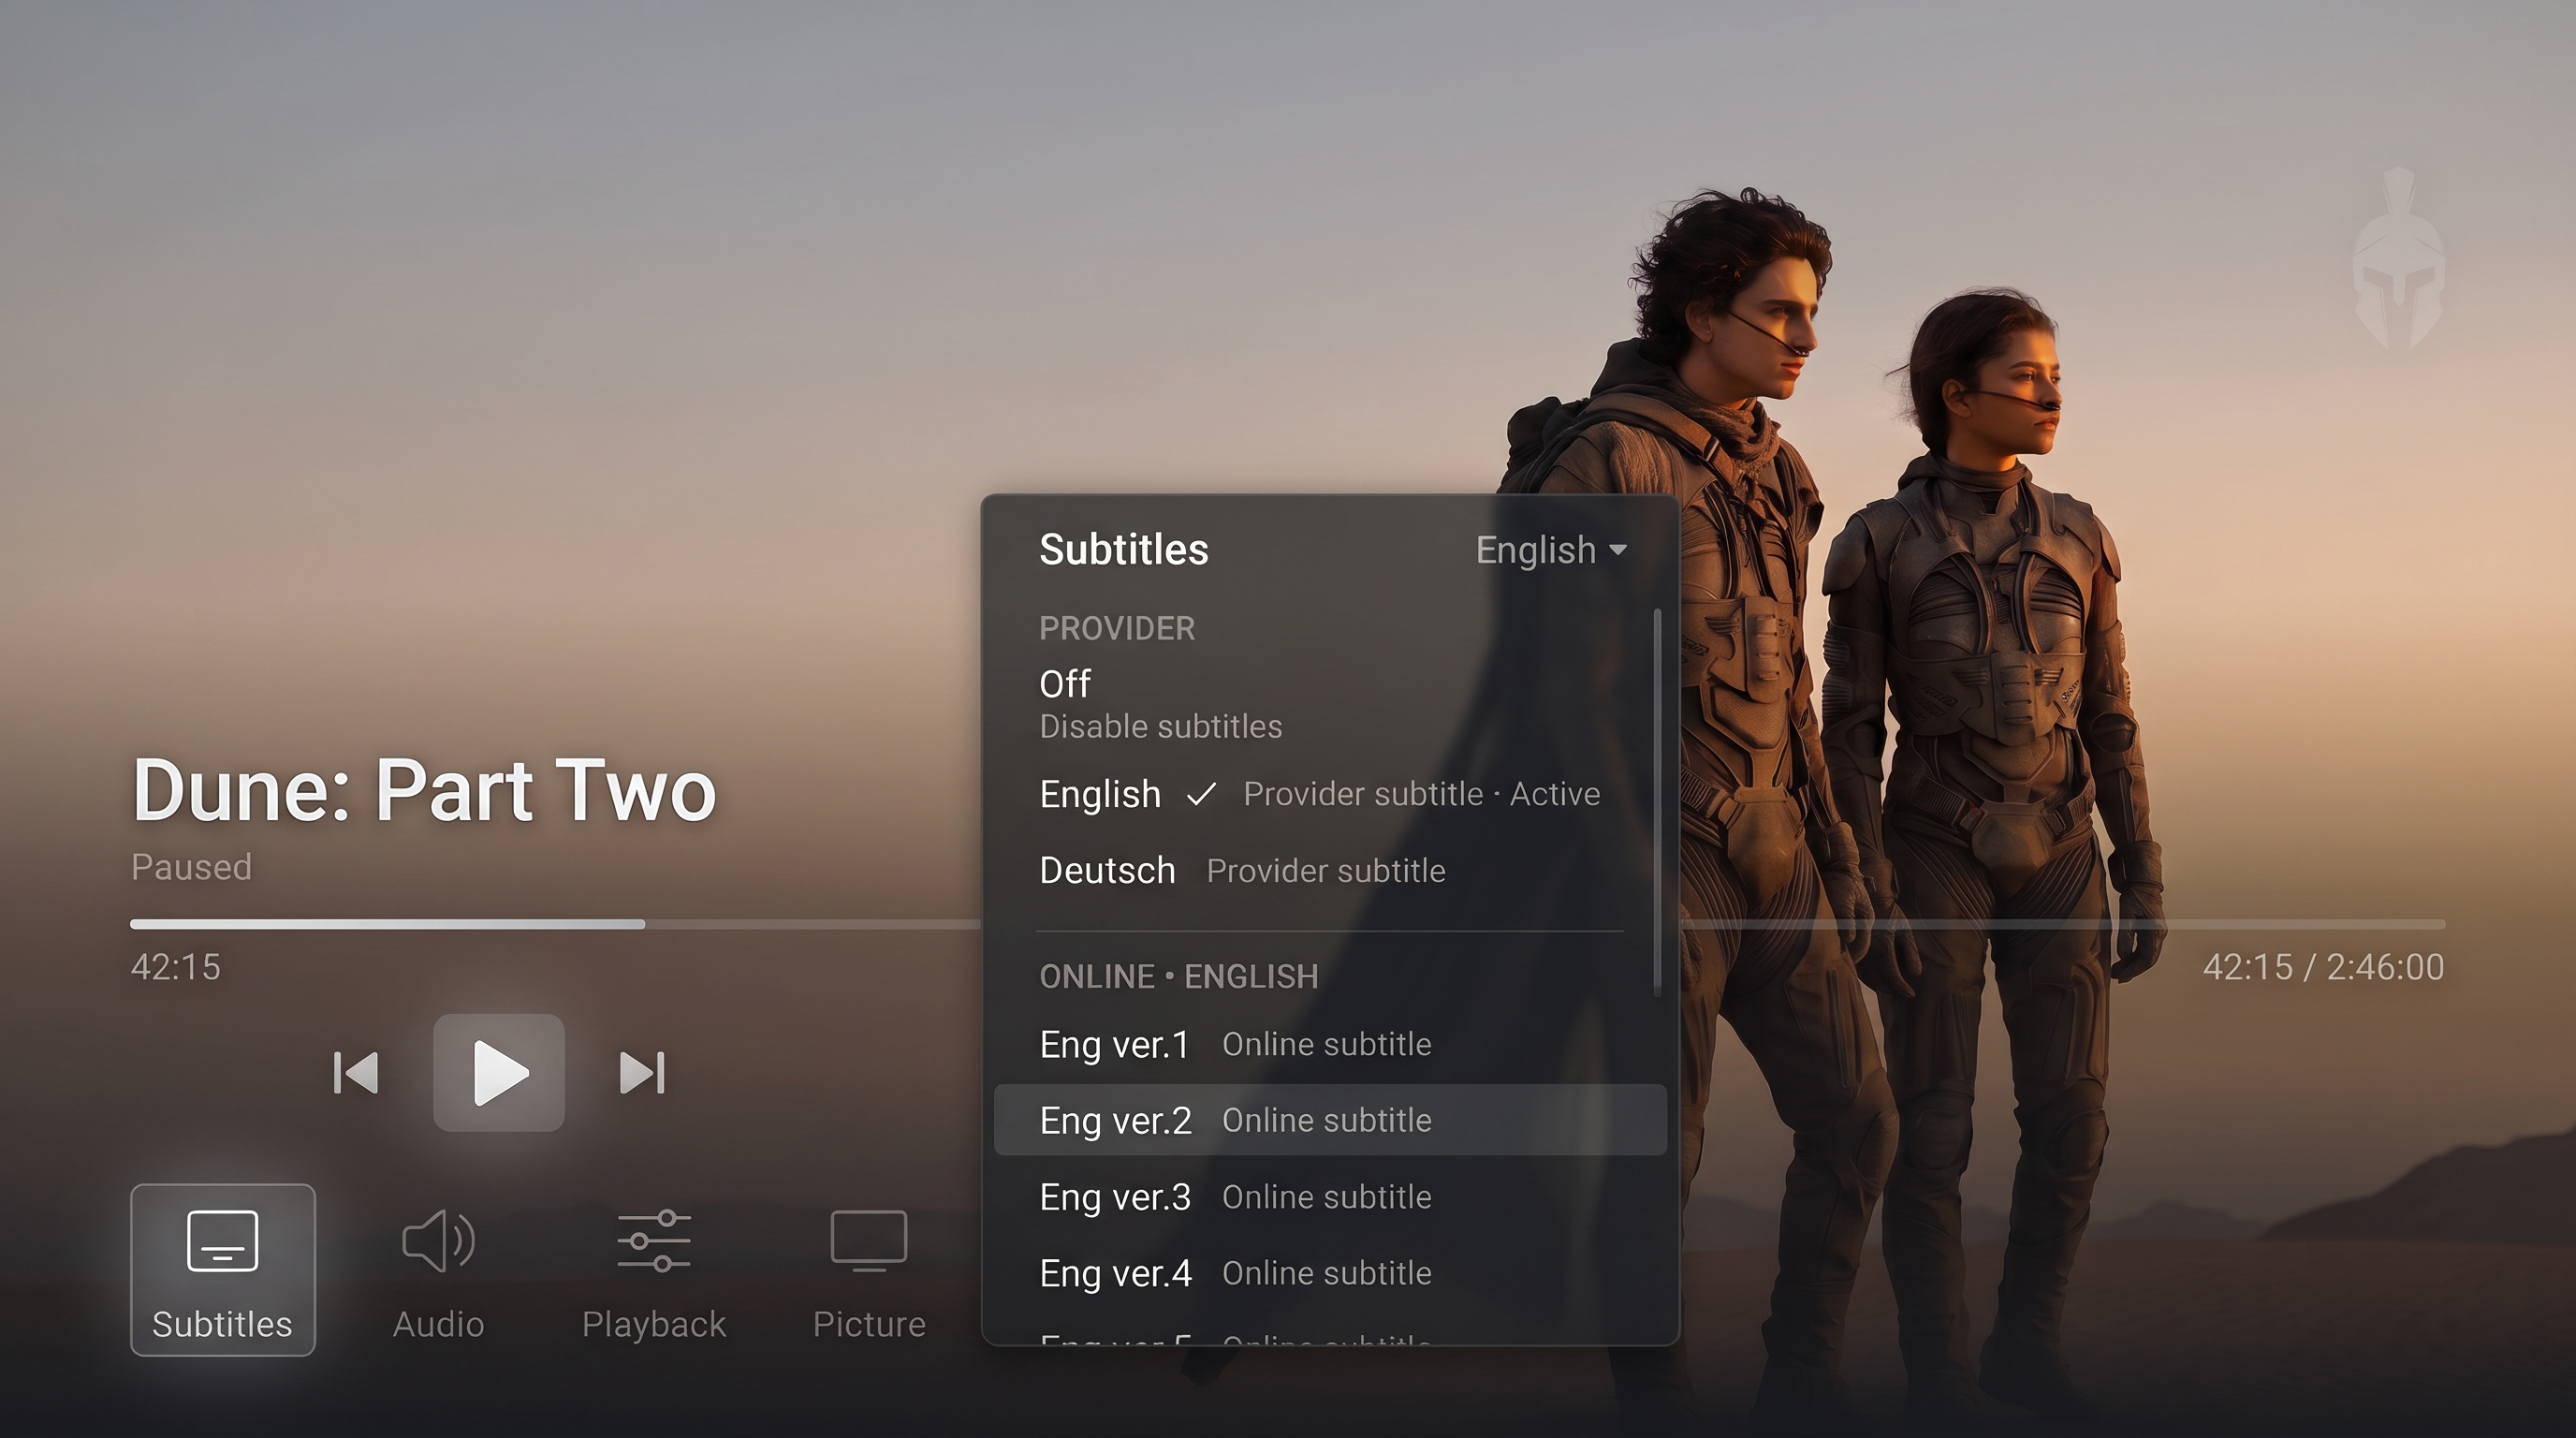 Subtitles English
PROVIDER
Off
Disable subtitles
English Provider subtitle · Active
Deutsch Provider subtitle
ONLINE • ENGLISH
Eng ver.1 Online subtitle
Eng ver.2 Online subtitle
Eng ver.3 Online subtitle
Eng ver.4 Online subtitle
Dune: Part Two
Paused
42:15
42:15 / 2:46:00
Subtitles Audio Playback Picture